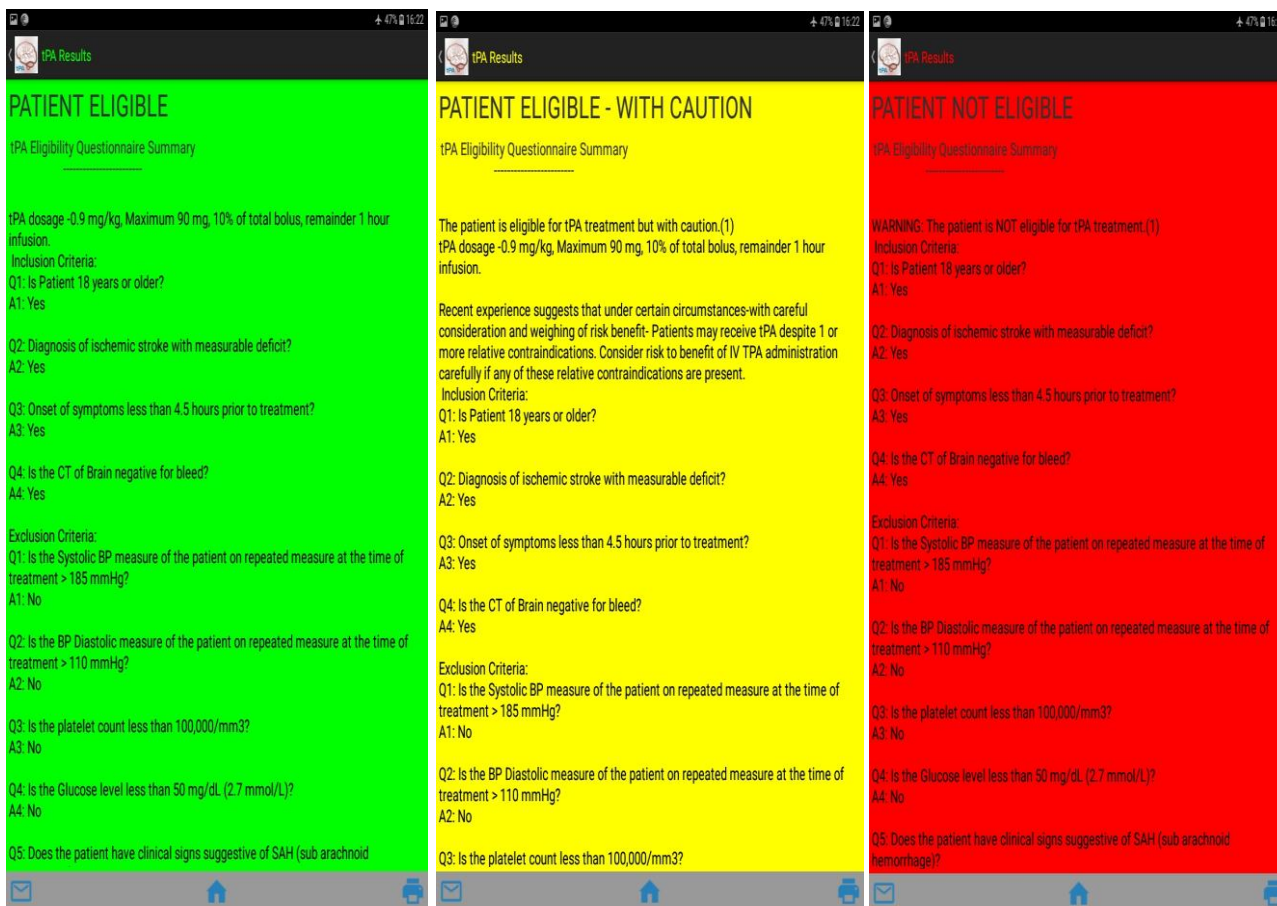 47% 16:22
tPA Results
PATIENT ELIGIBLE
tPA Eligibility Questionnaire Summary
------------------------
tPA dosage -0.9 mg/kg, Maximum 90 mg, 10% of total bolus, remainder 1 hour
infusion.
Inclusion Criteria:
Q1: Is Patient 18 years or older?
A1: Yes
Q2: Diagnosis of ischemic stroke with measurable deficit?
A2: Yes
Q3: Onset of symptoms less than 4.5 hours prior to treatment?
A3: Yes
Q4: Is the CT of Brain negative for bleed?
A4: Yes
Exclusion Criteria:
Q1: Is the Systolic BP measure of the patient on repeated measure at the time of
treatment > 185 mmHg?
A1: No
Q2: Is the BP Diastolic measure of the patient on repeated measure at the time of
treatment > 110 mmHg?
A2: No
Q3: Is the platelet count less than 100,000/mm3?
A3: No
Q4: Is the Glucose level less than 50 mg/dL (2.7 mmol/L)?
A4: No
Q5: Does the patient have clinical signs suggestive of SAH (sub arachnoid
47% 16:22
tPA Results
PATIENT ELIGIBLE - WITH CAUTION
tPA Eligibility Questionnaire Summary
------------------------
The patient is eligible for tPA treatment but with caution.(1)
tPA dosage -0.9 mg/kg, Maximum 90 mg, 10% of total bolus, remainder 1 hour
infusion.
Recent experience suggests that under certain circumstances-with careful
consideration and weighing of risk benefit- Patients may receive tPA despite 1 or
more relative contraindications. Consider risk to benefit of IV TPA administration
carefully if any of these relative contraindications are present.
Inclusion Criteria:
Q1: Is Patient 18 years or older?
A1: Yes
Q2: Diagnosis of ischemic stroke with measurable deficit?
A2: Yes
Q3: Onset of symptoms less than 4.5 hours prior to treatment?
A3: Yes
Q4: Is the CT of Brain negative for bleed?
A4: Yes
Exclusion Criteria:
Q1: Is the Systolic BP measure of the patient on repeated measure at the time of
treatment > 185 mmHg?
A1: No
Q2: Is the BP Diastolic measure of the patient on repeated measure at the time of
treatment > 110 mmHg?
A2: No
Q3: Is the platelet count less than 100,000/mm3?
47% 16:
tPA Results
PATIENT NOT ELIGIBLE
tPA Eligibility Questionnaire Summary
------------------------
WARNING: The patient is NOT eligible for tPA treatment.(1)
Inclusion Criteria:
Q1: Is Patient 18 years or older?
A1: Yes
Q2: Diagnosis of ischemic stroke with measurable deficit?
A2: Yes
Q3: Onset of symptoms less than 4.5 hours prior to treatment?
A3: Yes
Q4: Is the CT of Brain negative for bleed?
A4: Yes
Exclusion Criteria:
Q1: Is the Systolic BP measure of the patient on repeated measure at the time of
treatment > 185 mmHg?
A1: No
Q2: Is the BP Diastolic measure of the patient on repeated measure at the time of
treatment > 110 mmHg?
A2: No
Q3: Is the platelet count less than 100,000/mm3?
A3: No
Q4: Is the Glucose level less than 50 mg/dL (2.7 mmol/L)?
A4: No
Q5: Does the patient have clinical signs suggestive of SAH (sub arachnoid
hemorrhage)?